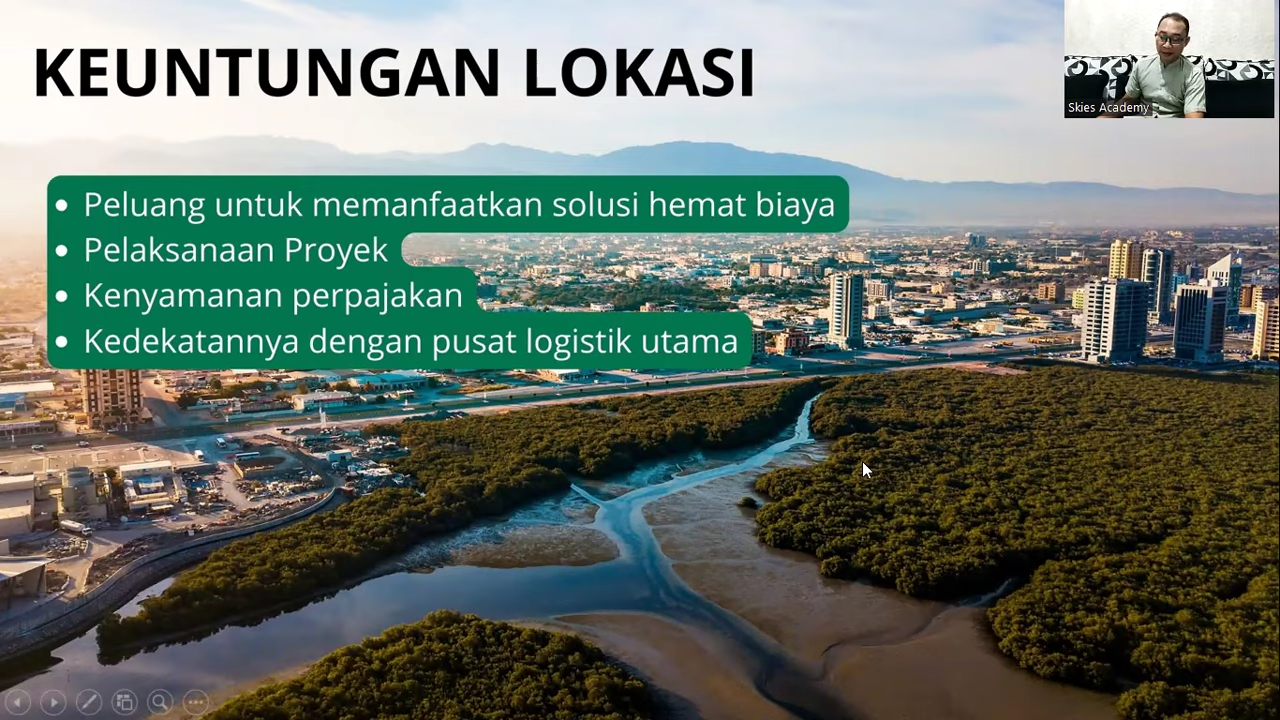 KEUNTUNGAN LOKASI
Skies Academy
• Peluang untuk memanfaatkan solusi hemat biaya
• Pelaksanaan Proyek
• Kenyamanan perpajakan
• Kedekatannya dengan pusat logistik utama